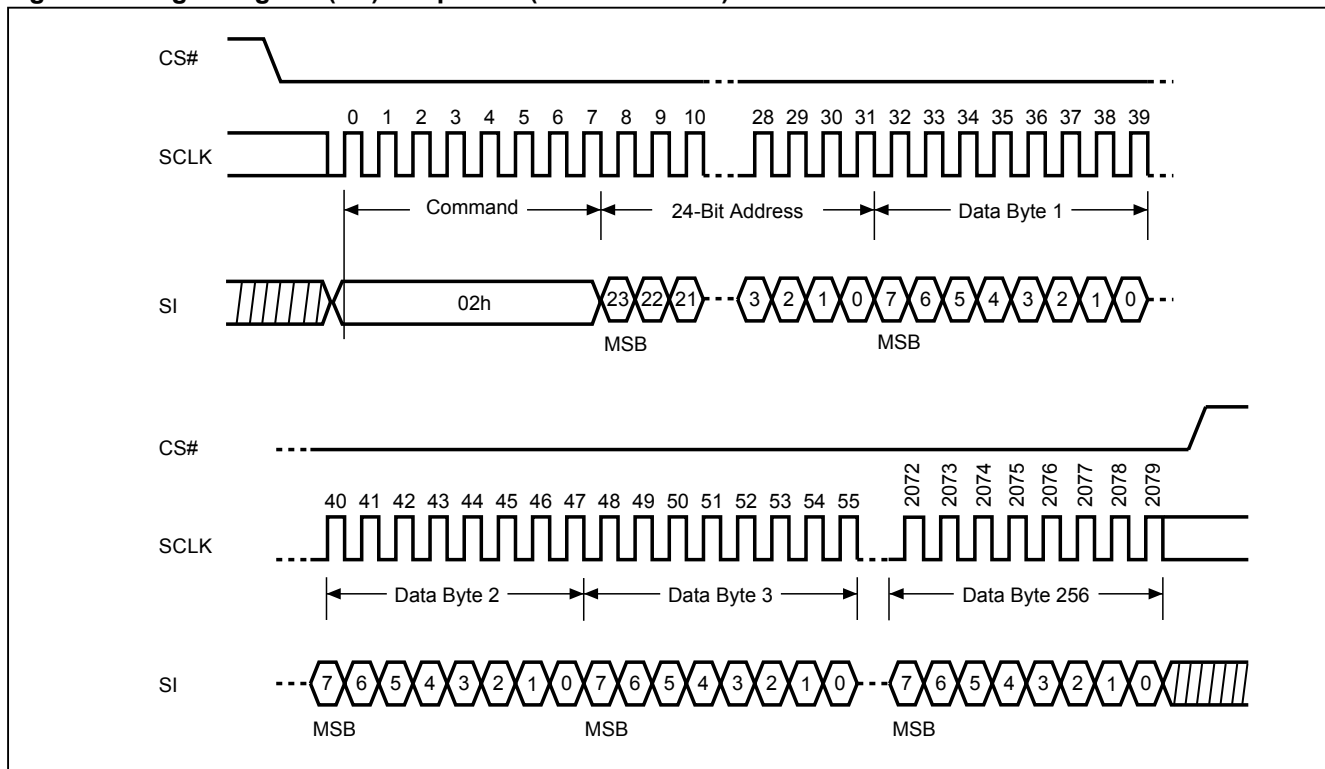 CS#
0 1 2 3 4 5 6 7 8 9 10 28 29 30 31 32 33 34 35 36 37 38 39
SCLK
Command 24-Bit Address Data Byte 1
SI 02h 23 22 21 3 2 1 0 7 6 5 4 3 2 1 0
MSB MSB
CS#
2072 2073 2074 2075 2076 2077 2078 2079
40 41 42 43 44 45 46 47 48 49 50 51 52 53 54 55
SCLK
Data Byte 2 Data Byte 3 Data Byte 256
SI 7 6 5 4 3 2 1 0 7 6 5 4 3 2 1 0 7 6 5 4 3 2 1 0
MSB MSB MSB